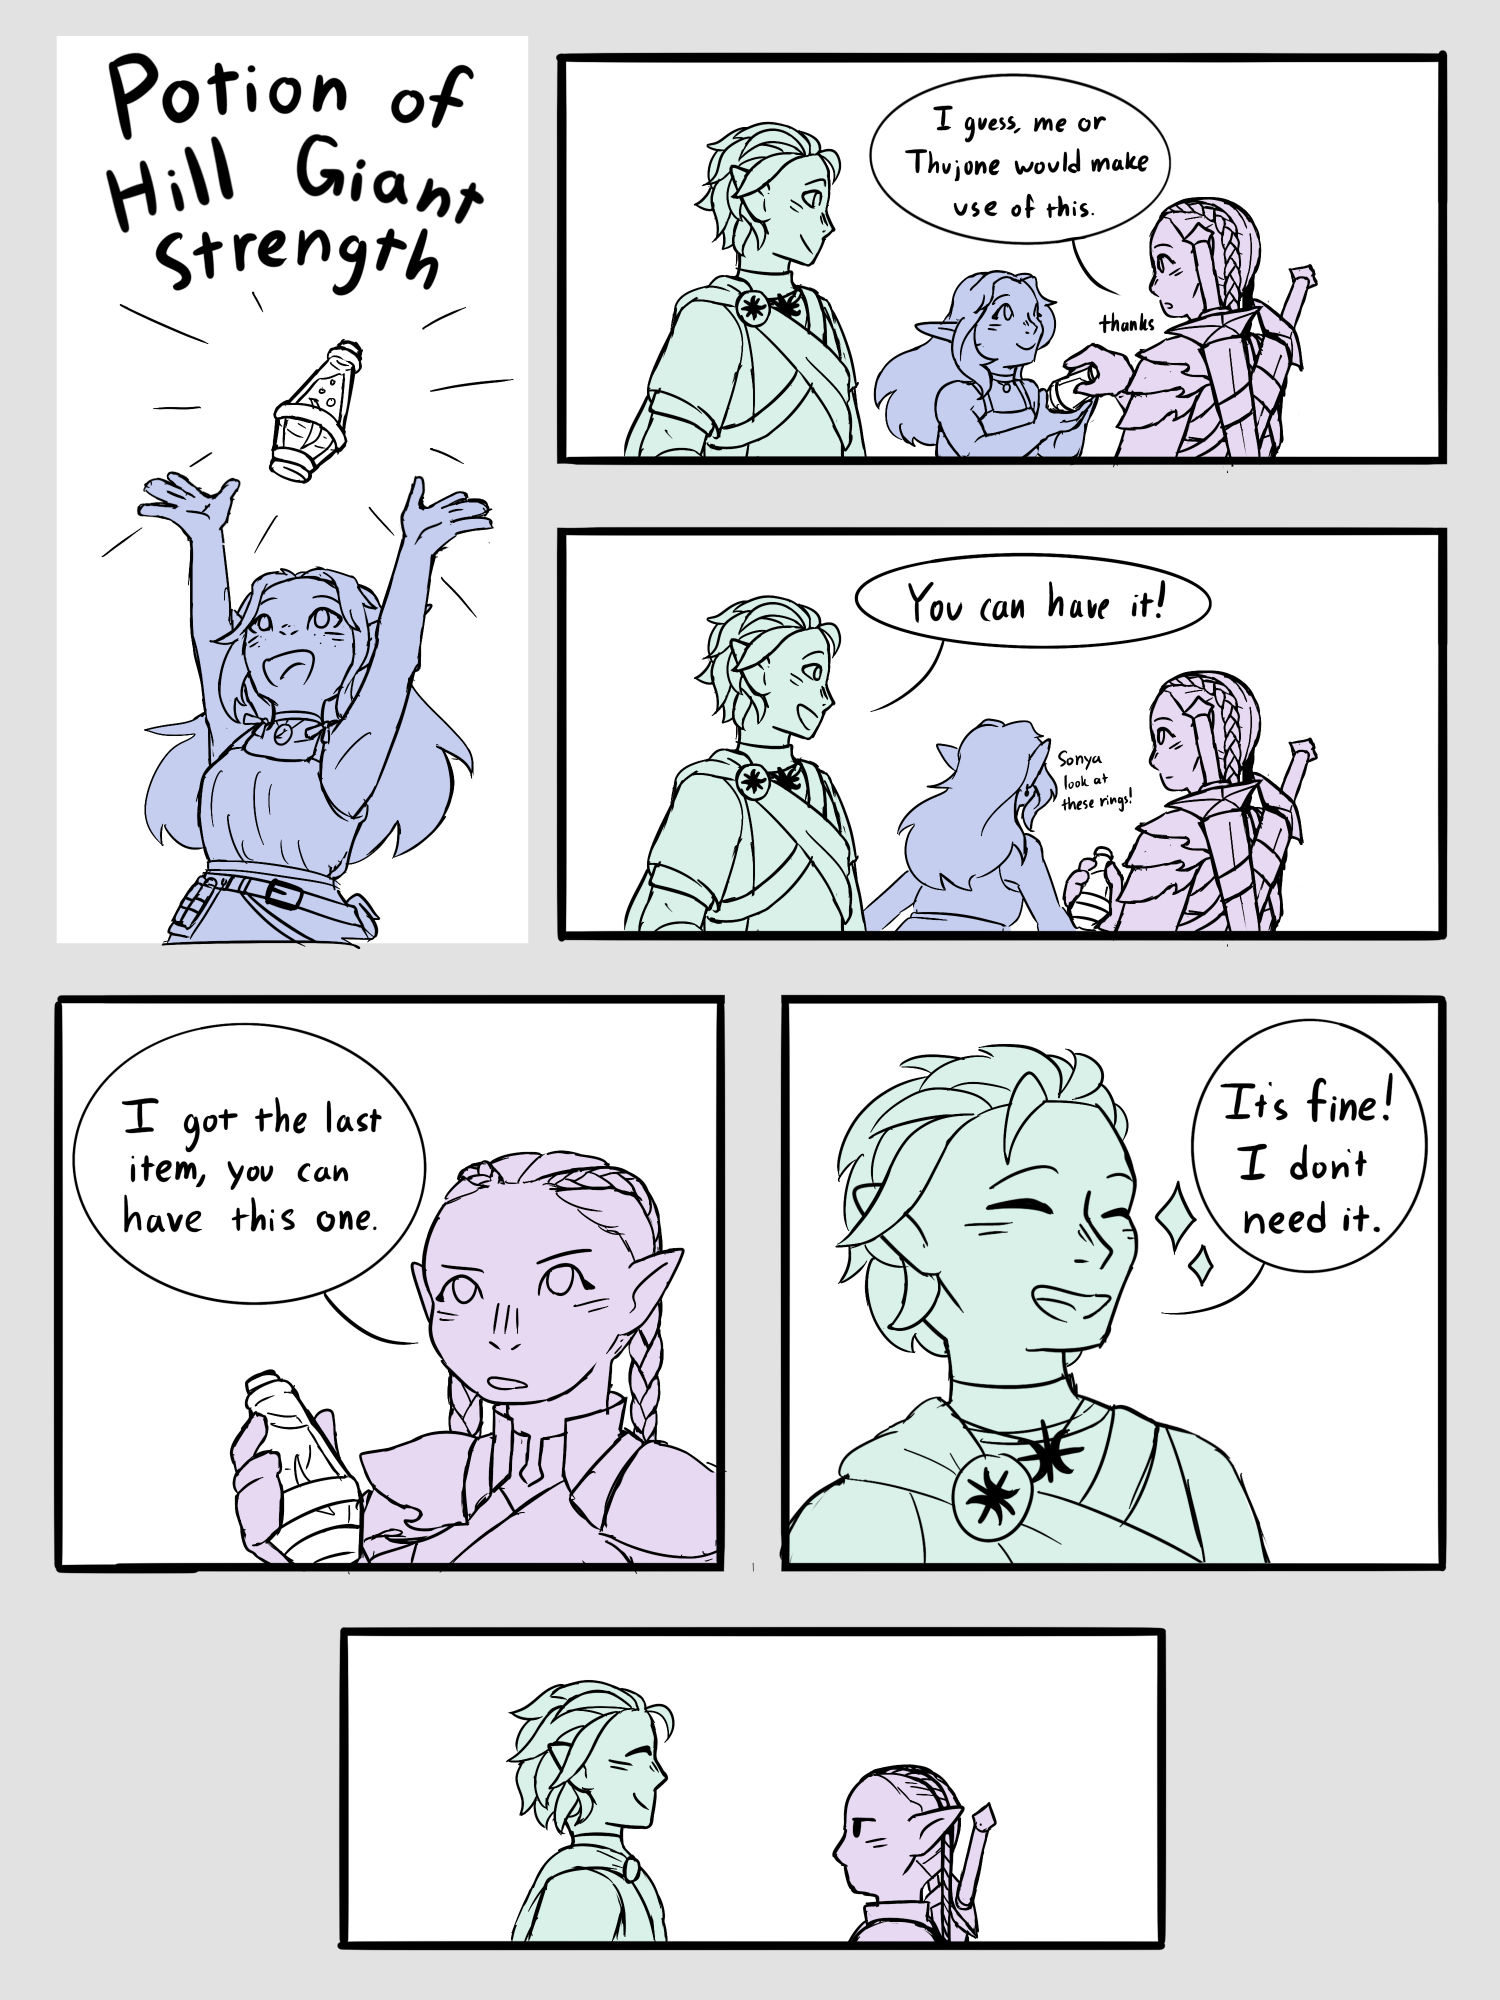 Potion of
Hill Giant
Strength
I guess, me or
Thujone would make
use of this.
thanks
You can have it!
Sonya
look at
these rings!
I got the last
item, you can
have this one.
It's fine!
I don't
need it.